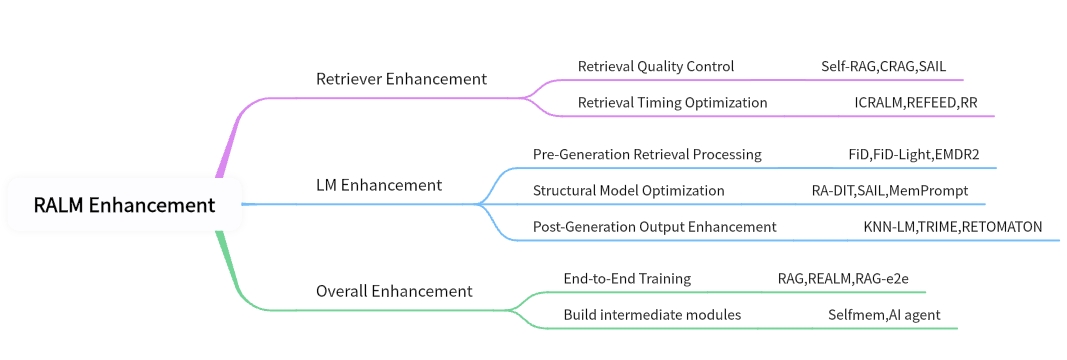 RALM Enhancement
Retriever Enhancement
Retrieval Quality Control
Self-RAG,CRAG,SAIL
Retrieval Timing Optimization
ICRALM,REFEED,RR
LM Enhancement
Pre-Generation Retrieval Processing
FiD,FiD-Light,EMDR2
Structural Model Optimization
RA-DIT,SAIL,MemPrompt
Post-Generation Output Enhancement
KNN-LM,TRIME,RETOMATON
Overall Enhancement
End-to-End Training
RAG,REALM,RAG-e2e
Build intermediate modules
Selfmem,AI agent